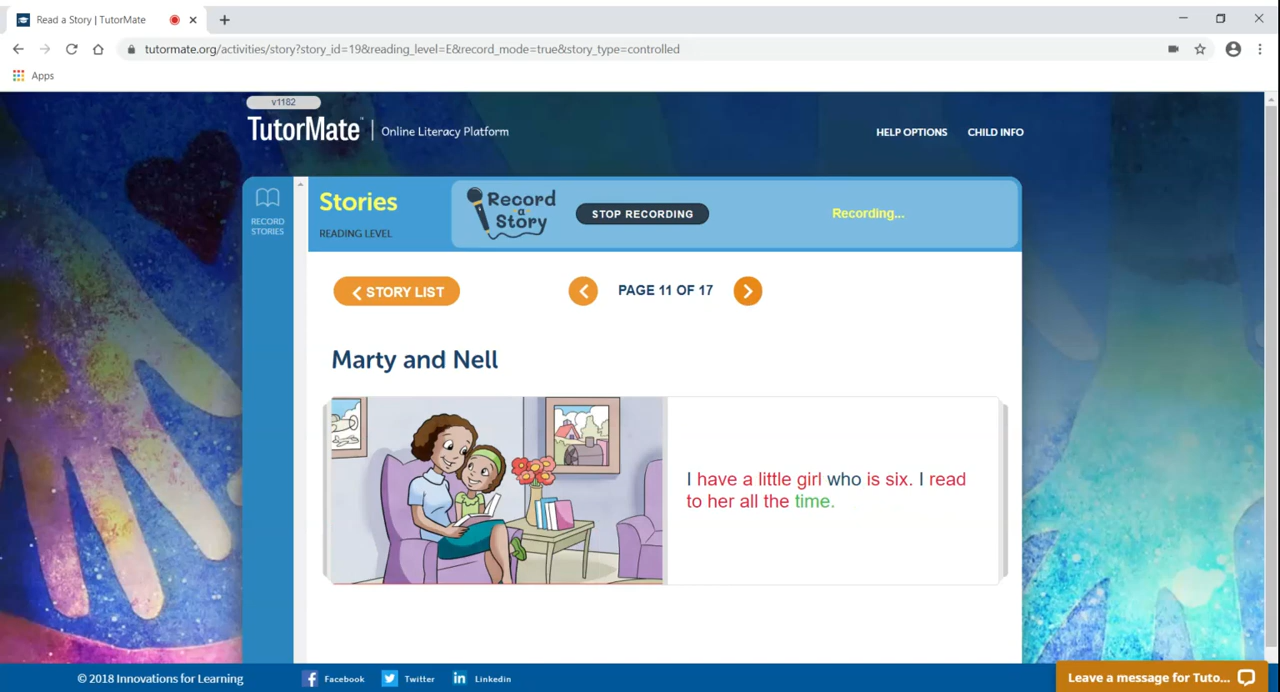 Read a Story | TutorMate
tutormate.org/activities/story?story_id=19&reading_level=E&record_mode=true&story_type=controlled
Apps
v1182
TutorMate™ | Online Literacy Platform
HELP OPTIONS
CHILD INFO
RECORD
STORIES
Stories
READING LEVEL
Record
a
Story
STOP RECORDING
Recording...
STORY LIST
PAGE 11 OF 17
Marty and Nell
I have a little girl who is six. I read
to her all the time.
© 2018 Innovations for Learning
Facebook
Twitter
Linkedin
Leave a message for Tuto...